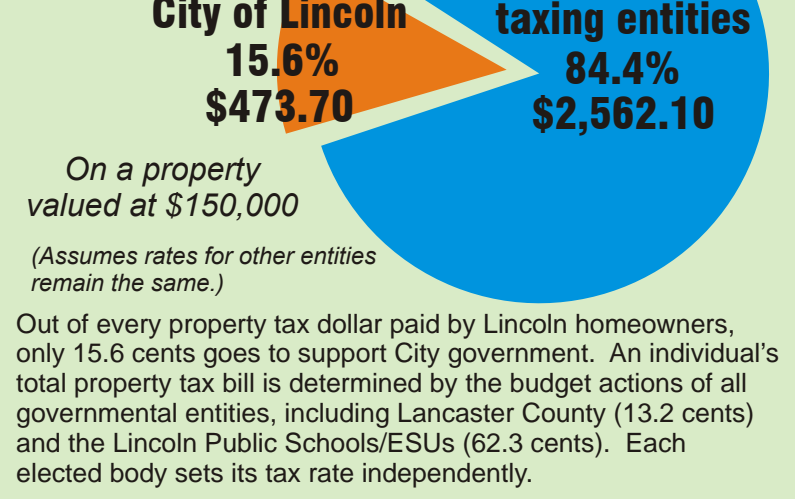 City of Lincoln
15.6%
$473.70
taxing entities
84.4%
$2,562.10
On a property
valued at $150,000
(Assumes rates for other entities
remain the same.)
Out of every property tax dollar paid by Lincoln homeowners,
only 15.6 cents goes to support City government.  An individual's
total property tax bill is determined by the budget actions of all
governmental entities, including Lancaster County (13.2 cents)
and the Lincoln Public Schools/ESUs (62.3 cents).  Each
elected body sets its tax rate independently.